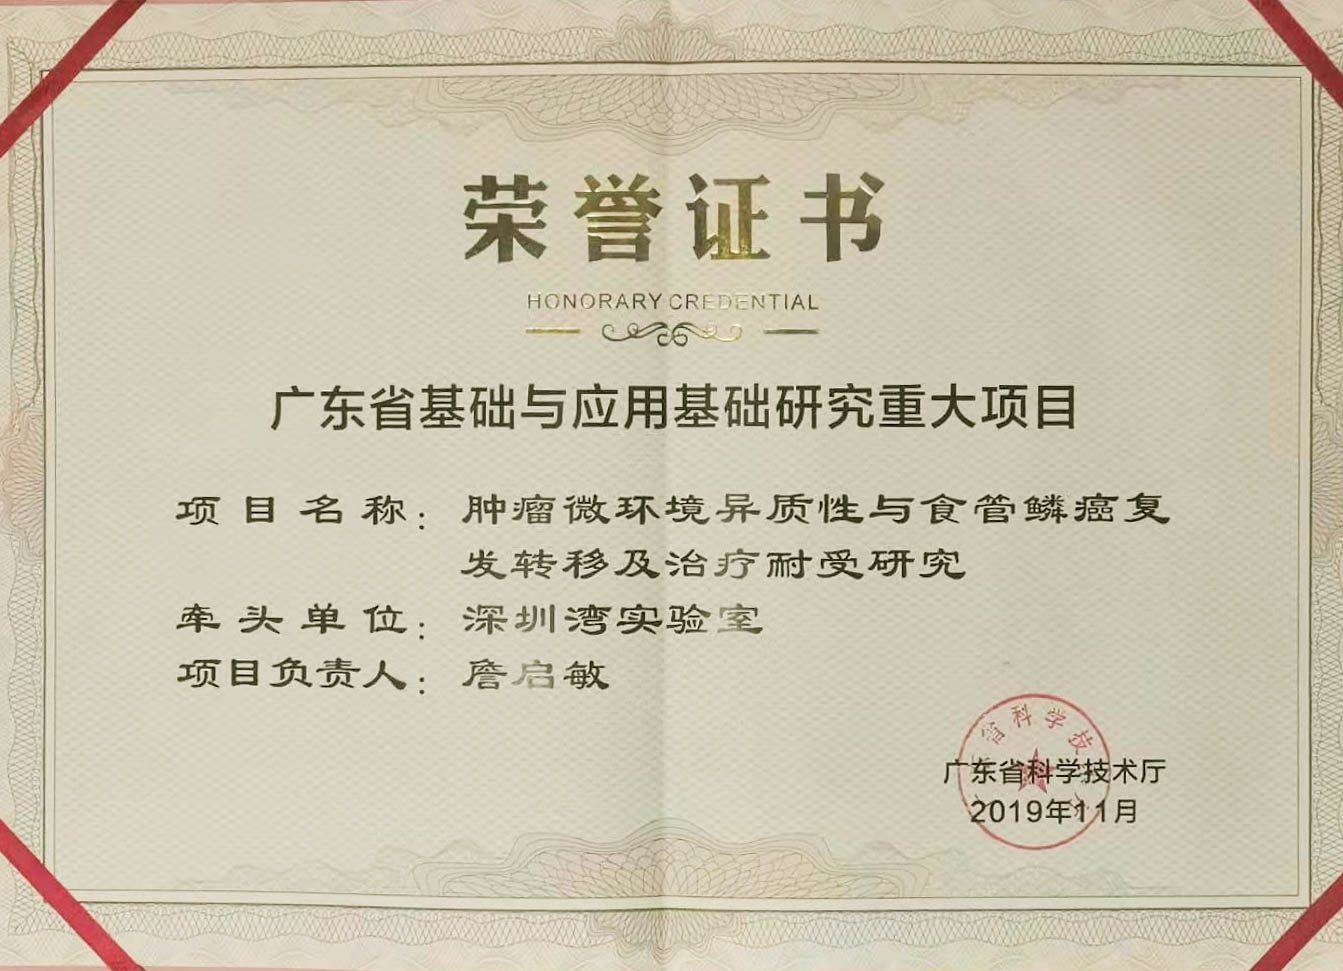 荣誉证书
HONORARY CREDENTIAL
广东省基础与应用基础研究重大项目
项目名称：肿瘤微环境异质性与食管鳞癌复
发转移及治疗耐受研究
牵头单位：深圳湾实验室
项目负责人：詹启敏
省科学技
广东省科学技术厅
2019年11月